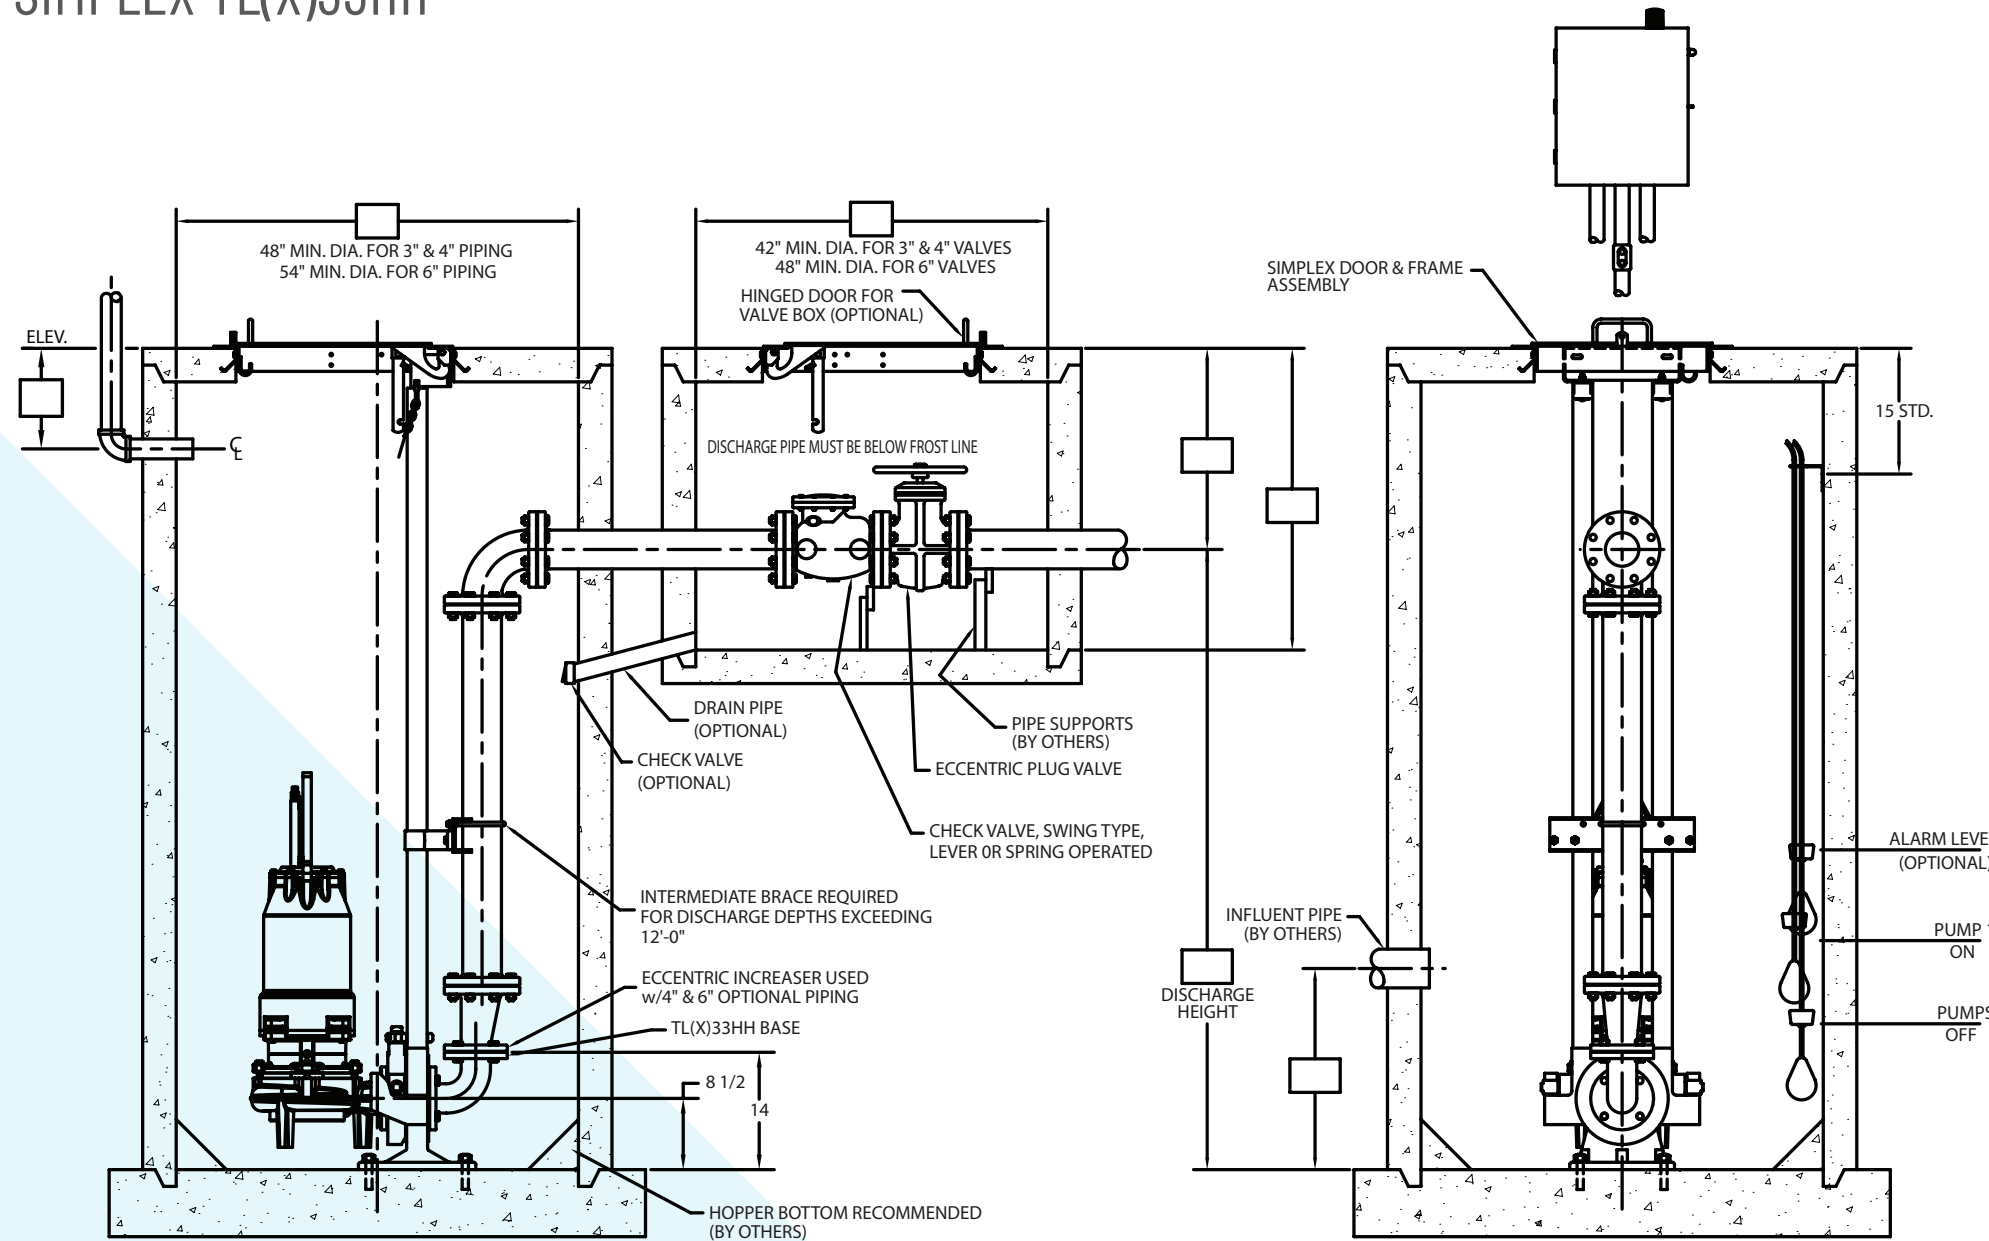 SIMPLEX TL(X)33HH
48" MIN. DIA. FOR 3" & 4" PIPING
54" MIN. DIA. FOR 6" PIPING
42" MIN. DIA. FOR 3" & 4" VALVES
48" MIN. DIA. FOR 6" VALVES
HINGED DOOR FOR
VALVE BOX (OPTIONAL)
SIMPLEX DOOR & FRAME
ASSEMBLY
ELEV.
15 STD.
CL
DISCHARGE PIPE MUST BE BELOW FROST LINE
DRAIN PIPE
(OPTIONAL)
CHECK VALVE
(OPTIONAL)
PIPE SUPPORTS
(BY OTHERS)
ECCENTRIC PLUG VALVE
CHECK VALVE, SWING TYPE,
LEVER 0R SPRING OPERATED
INTERMEDIATE BRACE REQUIRED
FOR DISCHARGE DEPTHS EXCEEDING
12'-0"
ECCENTRIC INCREASER USED
w/4" & 6" OPTIONAL PIPING
TL(X)33HH BASE
8 1/2
14
DISCHARGE
HEIGHT
INFLUENT PIPE
(BY OTHERS)
ALARM LEVE
(OPTIONAL)
PUMP
ON
PUMPS
OFF
HOPPER BOTTOM RECOMMENDED
(BY OTHERS)